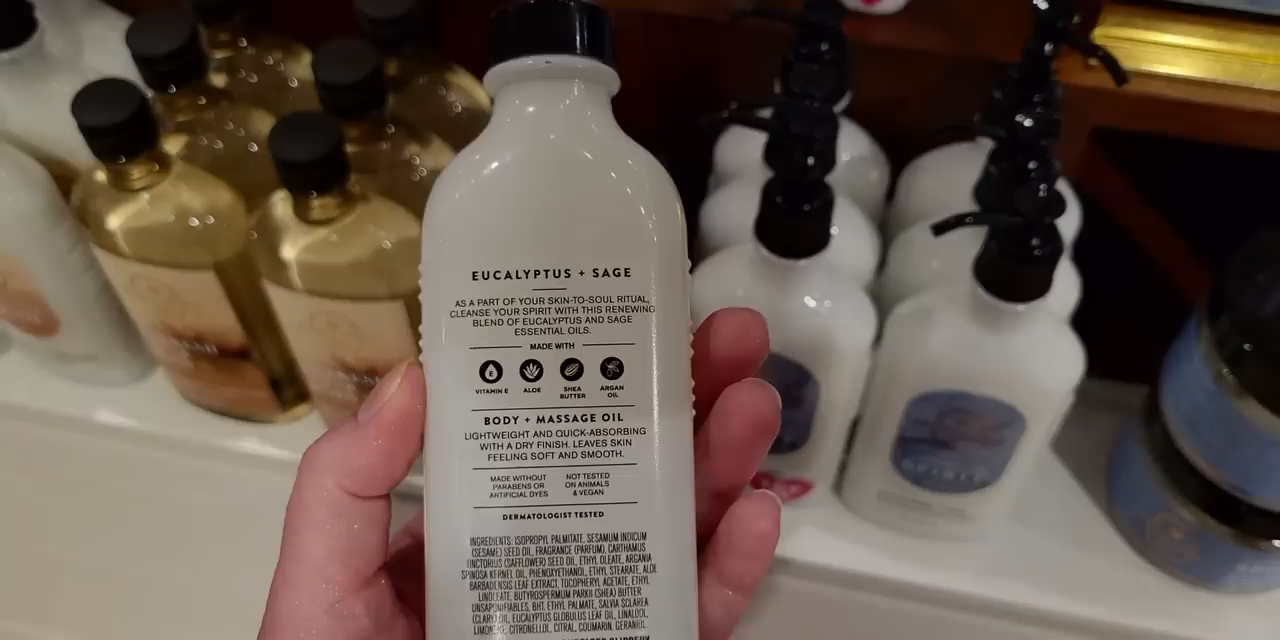 EUCALYPTUS + SAGE
AS A PART OF YOUR SKIN-TO-SOUL RITUAL,
CLEANSE YOUR SPIRIT WITH THIS RENEWING
BLEND OF EUCALYPTUS AND SAGE
ESSENTIAL OILS.
MADE WITH
E
VITAMIN E ALOE SHEA BUTTER ARGAN OIL
BODY + MASSAGE OIL
LIGHTWEIGHT AND QUICK-ABSORBING
WITH A DRY FINISH. LEAVES SKIN
FEELING SOFT AND SMOOTH.
MADE WITHOUT
PARABENS OR
ARTIFICIAL DYES
NOT TESTED
ON ANIMALS
& VEGAN
DERMATOLOGIST TESTED
INGREDIENTS: ISOPROPYL PALMITATE, SESAMUM INDICUM
(SESAME) SEED OIL, FRAGRANCE (PARFUM), CARTHAMUS
TINCTORIUS (SAFFLOWER) SEED OIL, ETHYL OLEATE, ARGANIA
SPINOSA KERNEL OIL, PHENOXYETHANOL, ETHYL STEARATE, ALOE
BARBADENSIS LEAF EXTRACT, TOCOPHERYL ACETATE, ETHYL
LINOLEATE, BUTYROSPERMUM PARKII (SHEA) BUTTER
UNSAPONIFIABLES, BHT, ETHYL PALMITATE, SALVIA SCLAREA
(CLARY) OIL, EUCALYPTUS GLOBULUS LEAF OIL, LINALOOL,
LIMONENE, CITRONELLOL, CITRAL, COUMARIN, GERANIOL.
SPIRIT